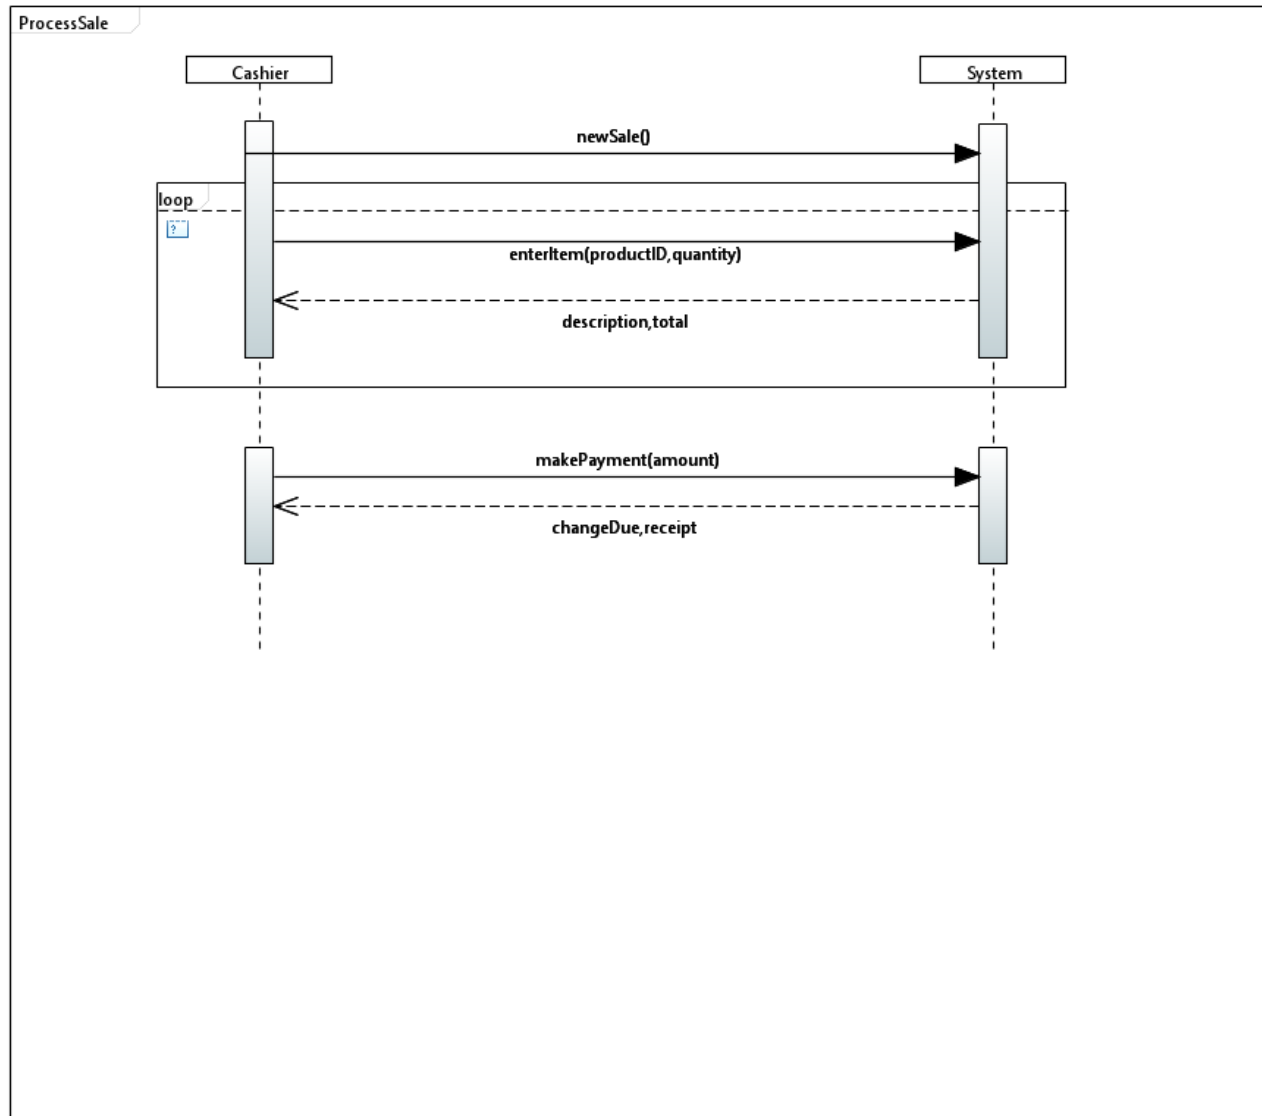 ProcessSale
Cashier
System
newSale()
loop
?
enterItem(productID,quantity)
description,total
makePayment(amount)
changeDue,receipt